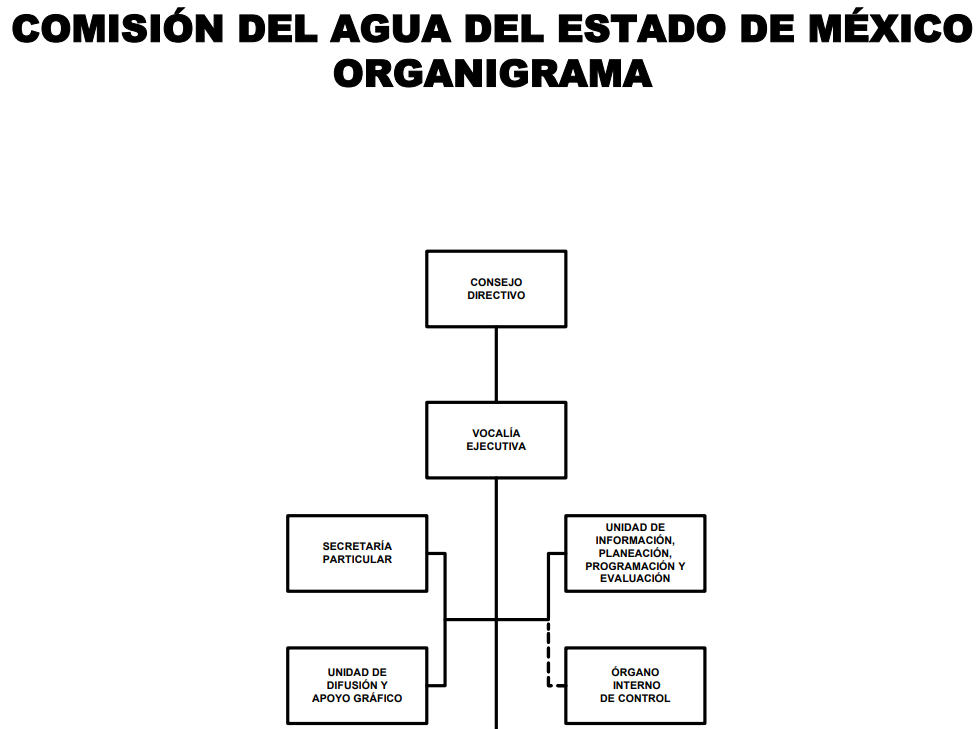 COMISIÓN DEL AGUA DEL ESTADO DE MÉXICO
ORGANIGRAMA
CONSEJO
DIRECTIVO
VOCALÍA
EJECUTIVA
SECRETARÍA
PARTICULAR
UNIDAD DE
INFORMACIÓN,
PLANEACIÓN,
PROGRAMACIÓN Y
EVALUACIÓN
UNIDAD DE
DIFUSIÓN Y
APOYO GRÁFICO
ÓRGANO
INTERNO
DE CONTROL